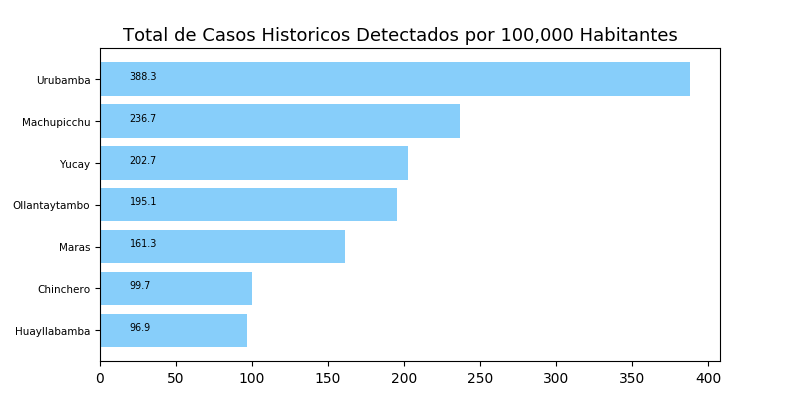 Total de Casos Historicos Detectados por 100,000 Habitantes
Urubamba 388.3
Machupicchu 236.7
Yucay 202.7
Ollantaytambo 195.1
Maras 161.3
Chinchero 99.7
Huayllabamba 96.9
0 50 100 150 200 250 300 350 400